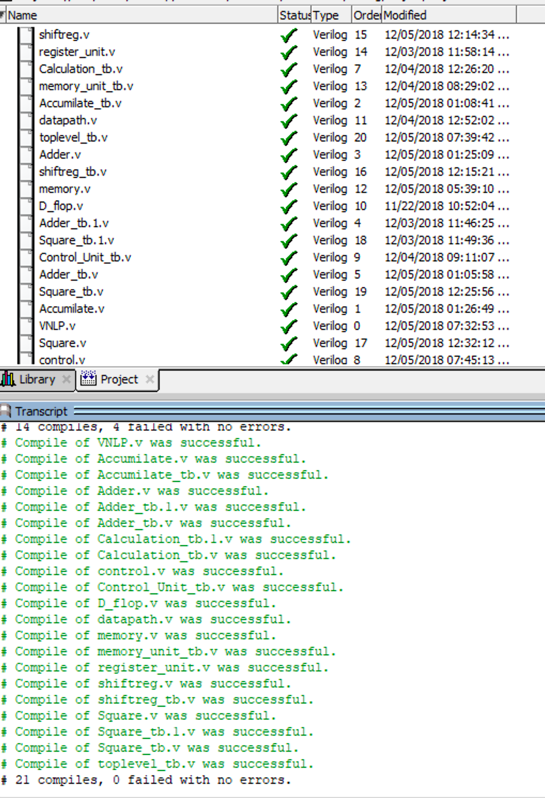 Name Status Type Order Modified
shiftreg.v Verilog 15 12/05/2018 12:14:34 ...
register_unit.v Verilog 14 12/03/2018 11:58:14 ...
Calculation_tb.v Verilog 7 12/04/2018 12:26:20 ...
memory_unit_tb.v Verilog 13 12/04/2018 08:29:02 ...
Accumilate_tb.v Verilog 2 12/05/2018 01:08:41 ...
datapath.v Verilog 11 12/04/2018 12:52:02 ...
toplevel_tb.v Verilog 20 12/05/2018 07:39:42 ...
Adder.v Verilog 3 12/05/2018 01:25:09 ...
shiftreg_tb.v Verilog 16 12/05/2018 12:15:21 ...
memory.v Verilog 12 12/05/2018 05:39:10 ...
D_flop.v Verilog 10 11/22/2018 10:52:04 ...
Adder_tb.1.v Verilog 4 12/03/2018 11:46:25 ...
Square_tb.1.v Verilog 18 12/03/2018 11:49:36 ...
Control_Unit_tb.v Verilog 9 12/04/2018 09:11:07 ...
Adder_tb.v Verilog 5 12/05/2018 01:05:58 ...
Square_tb.v Verilog 19 12/05/2018 12:25:56 ...
Accumilate.v Verilog 1 12/05/2018 01:26:49 ...
VNLP.v Verilog 0 12/05/2018 07:32:53 ...
Square.v Verilog 17 12/05/2018 12:32:12 ...
control.v Verilog 8 12/05/2018 07:45:13 ...
Library Project
Transcript
# 14 compiles, 4 failed with no errors.
# Compile of VNLP.v was successful.
# Compile of Accumilate.v was successful.
# Compile of Accumilate_tb.v was successful.
# Compile of Adder.v was successful.
# Compile of Adder_tb.1.v was successful.
# Compile of Adder_tb.v was successful.
# Compile of Calculation_tb.1.v was successful.
# Compile of Calculation_tb.v was successful.
# Compile of control.v was successful.
# Compile of Control_Unit_tb.v was successful.
# Compile of D_flop.v was successful.
# Compile of datapath.v was successful.
# Compile of memory.v was successful.
# Compile of memory_unit_tb.v was successful.
# Compile of register_unit.v was successful.
# Compile of shiftreg.v was successful.
# Compile of shiftreg_tb.v was successful.
# Compile of Square.v was successful.
# Compile of Square_tb.1.v was successful.
# Compile of Square_tb.v was successful.
# Compile of toplevel_tb.v was successful.
# 21 compiles, 0 failed with no errors.